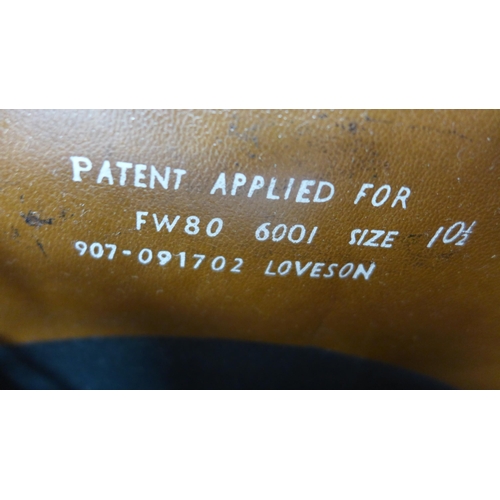 PATENT APPLIED FOR
FW80 6001 SIZE 10½
907-091702 LOVESON